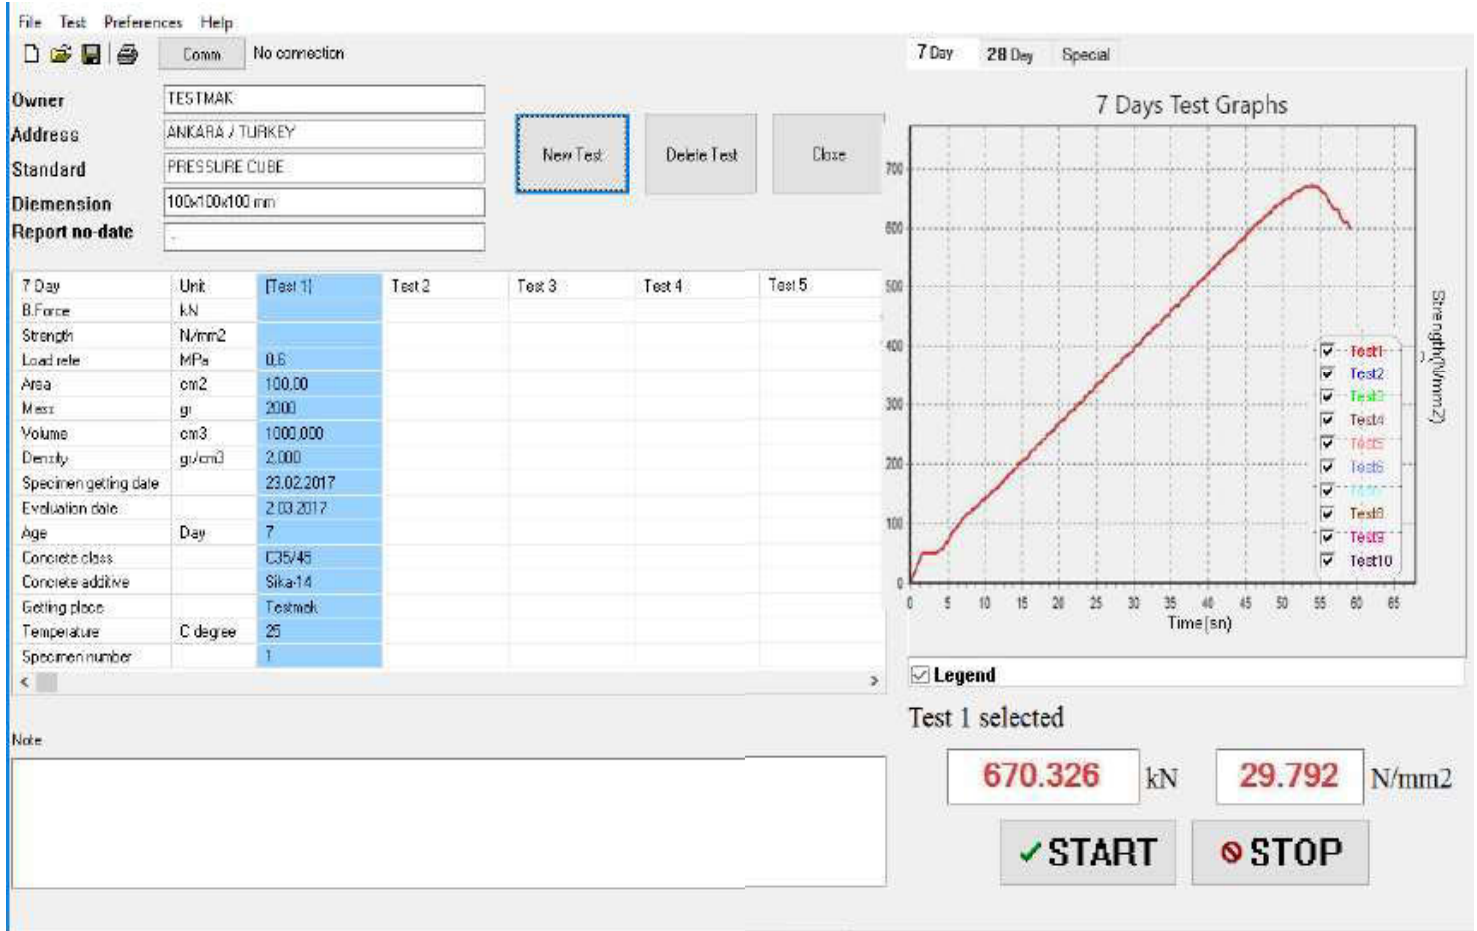 File Test Preferences Help
Comm No connection
Owner TESTMAK
Address ANKARA / TURKEY
Standard PRESSURE CUBE
Diemension 100x100x100 mm
Report no-date .
New Test Delete Test Close
7 Day Unit [Test 1] Test 2 Test 3 Test 4 Test 5
B.Force kN
Strength N/mm2
Load rate MPa 0,6
Area cm2 100,00
Mass gr 2000
Volume cm3 1000,000
Density gr/cm3 2,000
Specimen getting date 23.02.2017
Evaluation date 2.03.2017
Age Day 7
Concrete class C35/45
Concrete additive Sika-14
Getting place Testmak
Temperature C degree 25
Specimen number 1
Note
7 Day 28 Day Special
7 Days Test Graphs
700
600
500
400
300
200
100
0
0 5 10 15 20 25 30 35 40 45 50 55 60 65
Time(sn)
Strength(N/mm2)
Test1
Test2
Test3
Test4
Test5
Test6
Test8
Test9
Test10
Legend
Test 1 selected
670.326 kN 29.792 N/mm2
START STOP